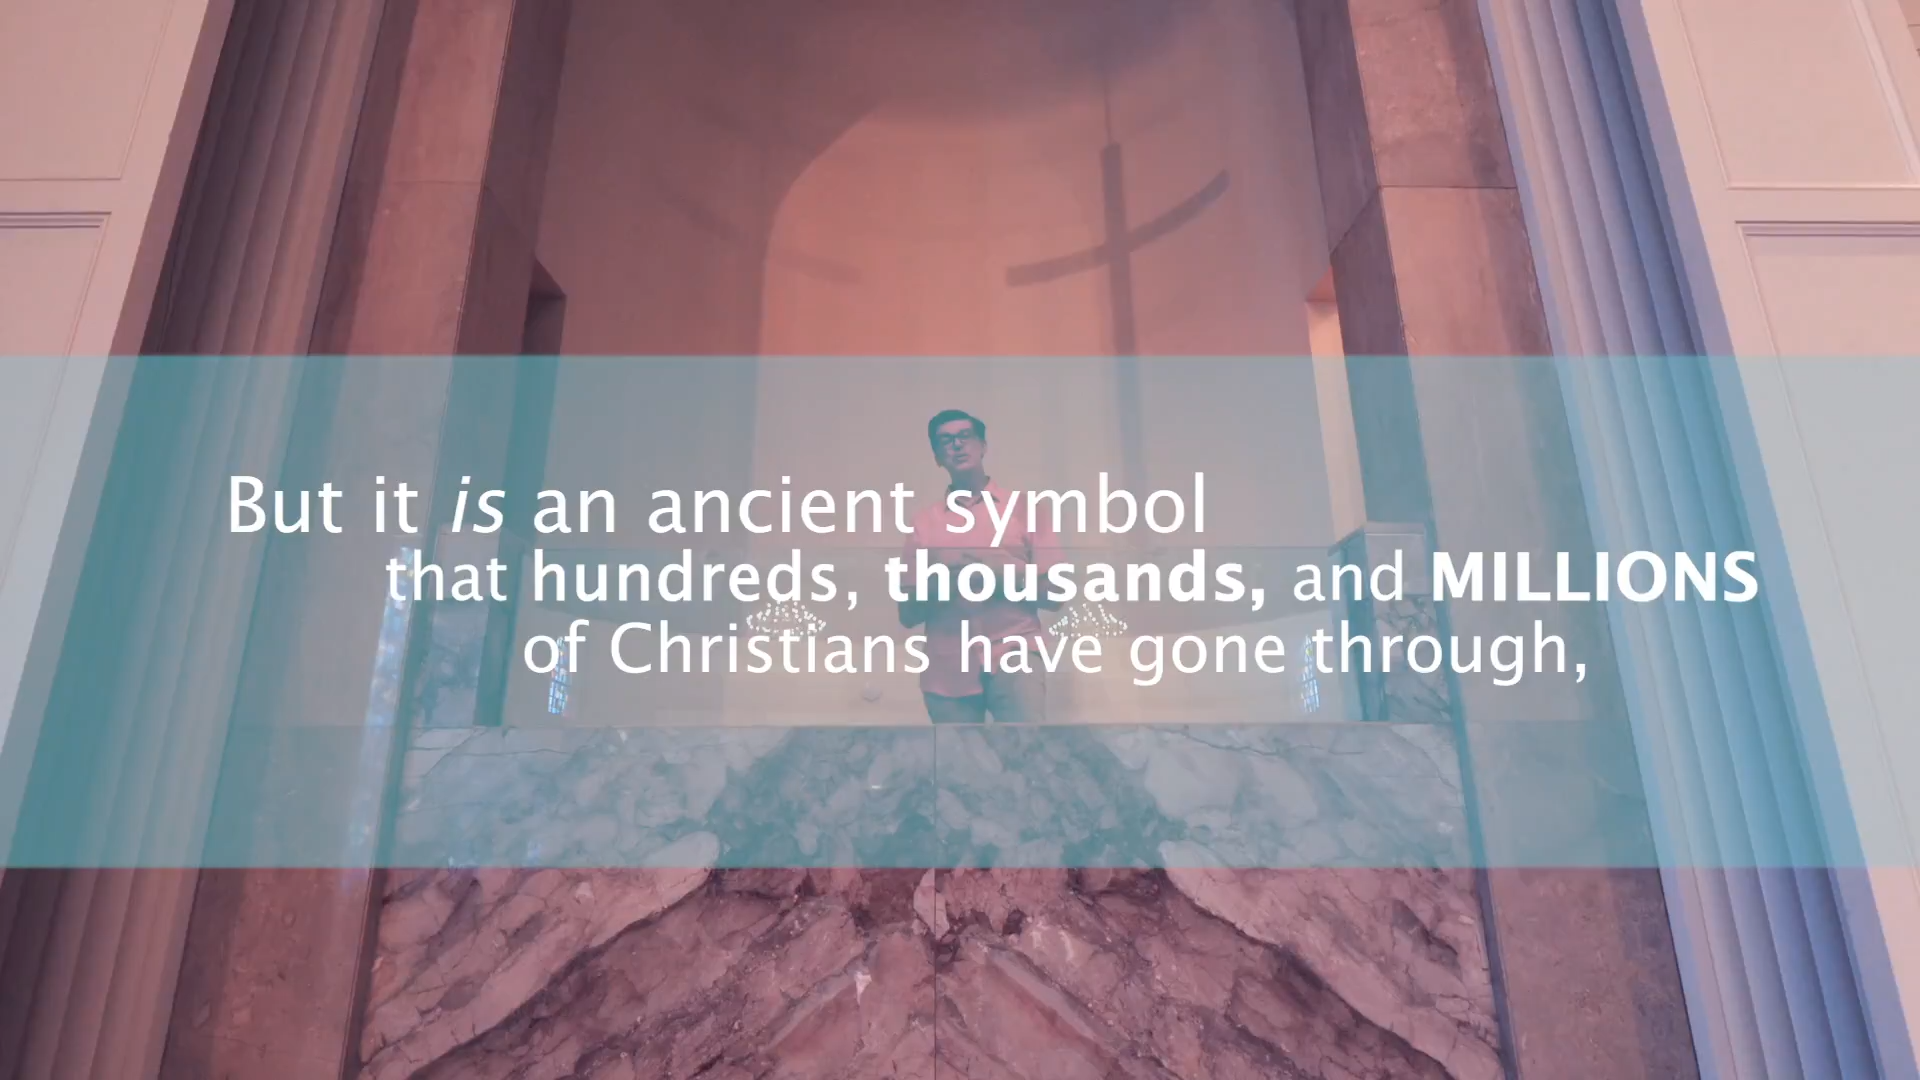 But it is an ancient symbol
that hundreds, thousands, and MILLIONS
of Christians have gone through,